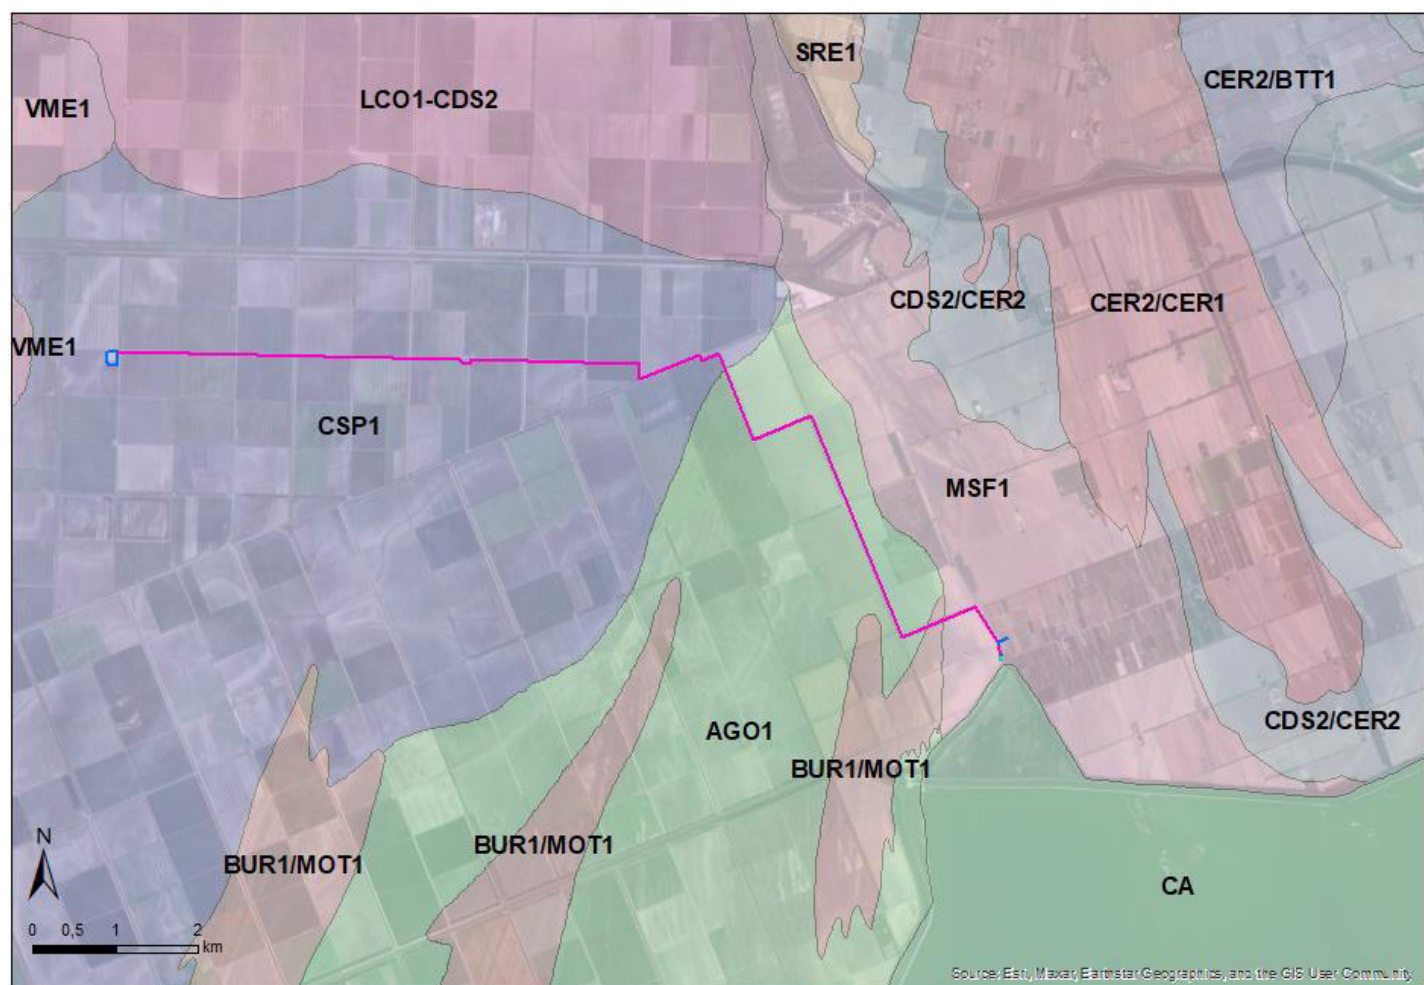 SRE1
CER2/BTT1
LCO1-CDS2
VME1
CDS2/CER2
CER2/CER1
VME1
CSP1
MSF1
CDS2/CER2
AGO1
BUR1/MOT1
BUR1/MOT1
BUR1/MOT1
CA
N
0 0,5 1 2
km
Source: Esri, Maxar, Earthstar Geographics, and the GIS User Community